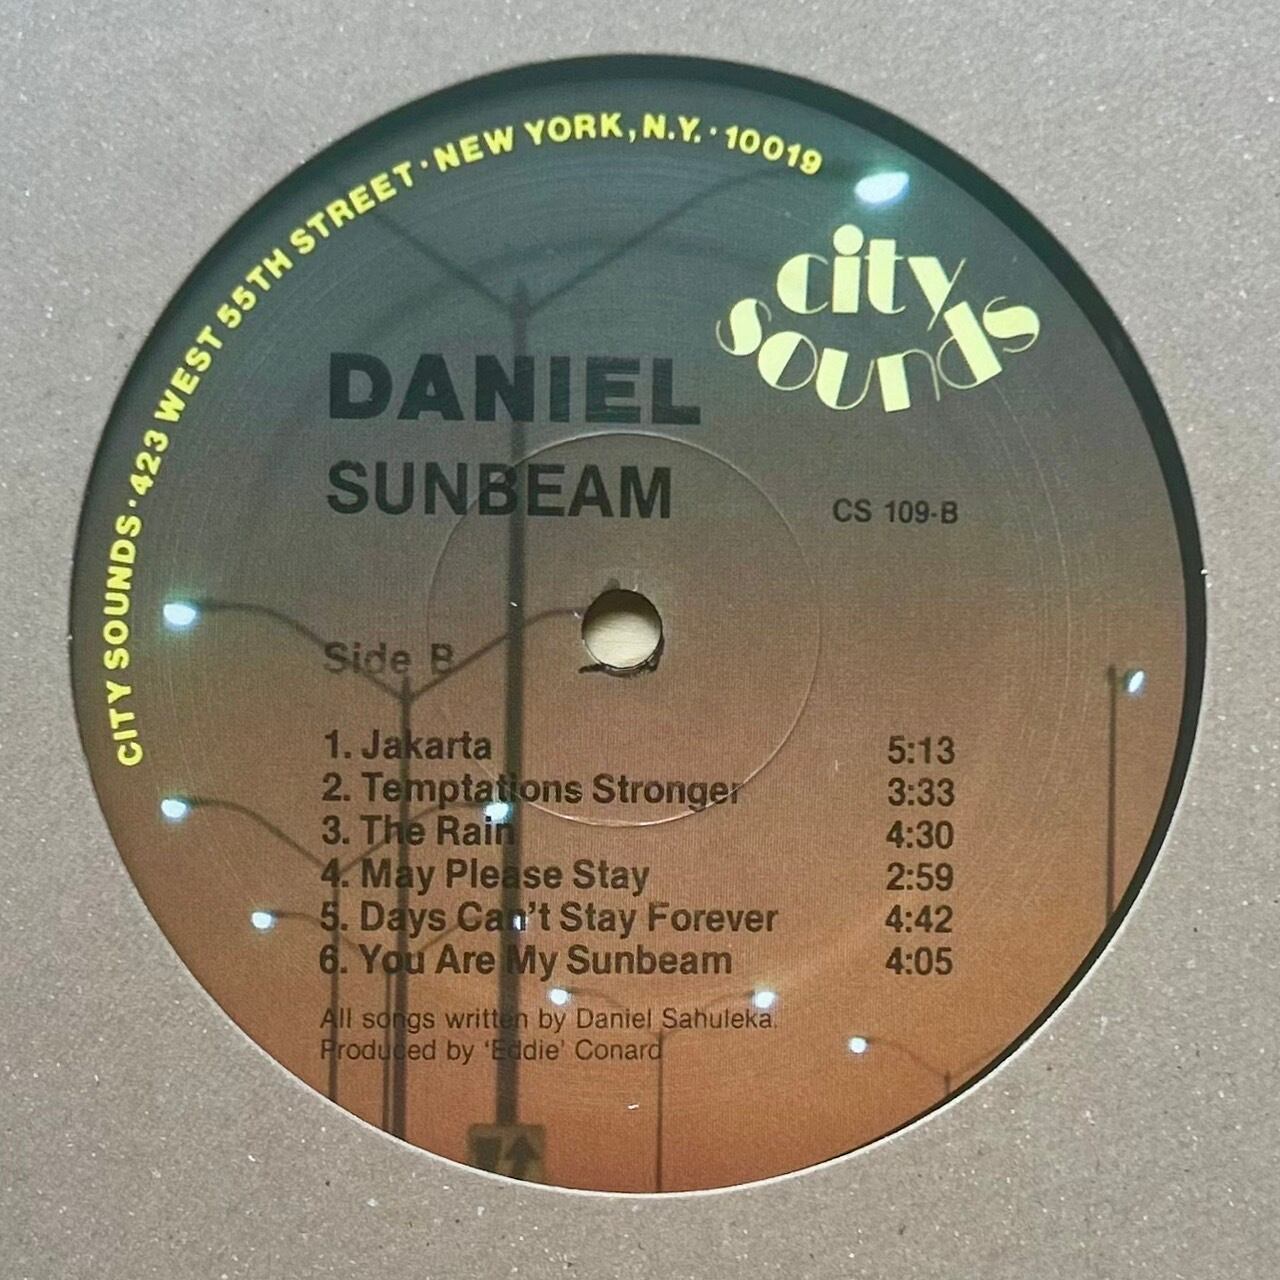 CITY SOUNDS · 423 WEST 55TH STREET · NEW YORK, N.Y. · 10019
city
sounds
DANIEL
SUNBEAM
CS 109-B
Side B
1. Jakarta 5:13
2. Temptations Stronger 3:33
3. The Rain 4:30
4. May Please Stay 2:59
5. Days Can't Stay Forever 4:42
6. You Are My Sunbeam 4:05
All songs written by Daniel Sahuleka.
Produced by 'Eddie' Conard